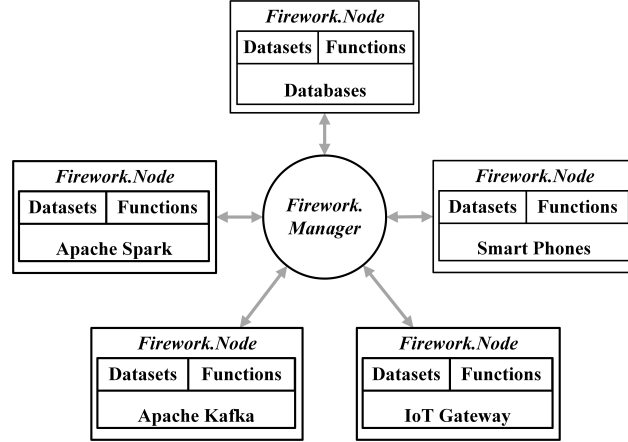 Firework.Node
Datasets Functions
Databases
Firework.Node
Datasets Functions
Apache Spark
Firework.
Manager
Firework.Node
Datasets Functions
Smart Phones
Firework.Node
Datasets Functions
Apache Kafka
Firework.Node
Datasets Functions
IoT Gateway